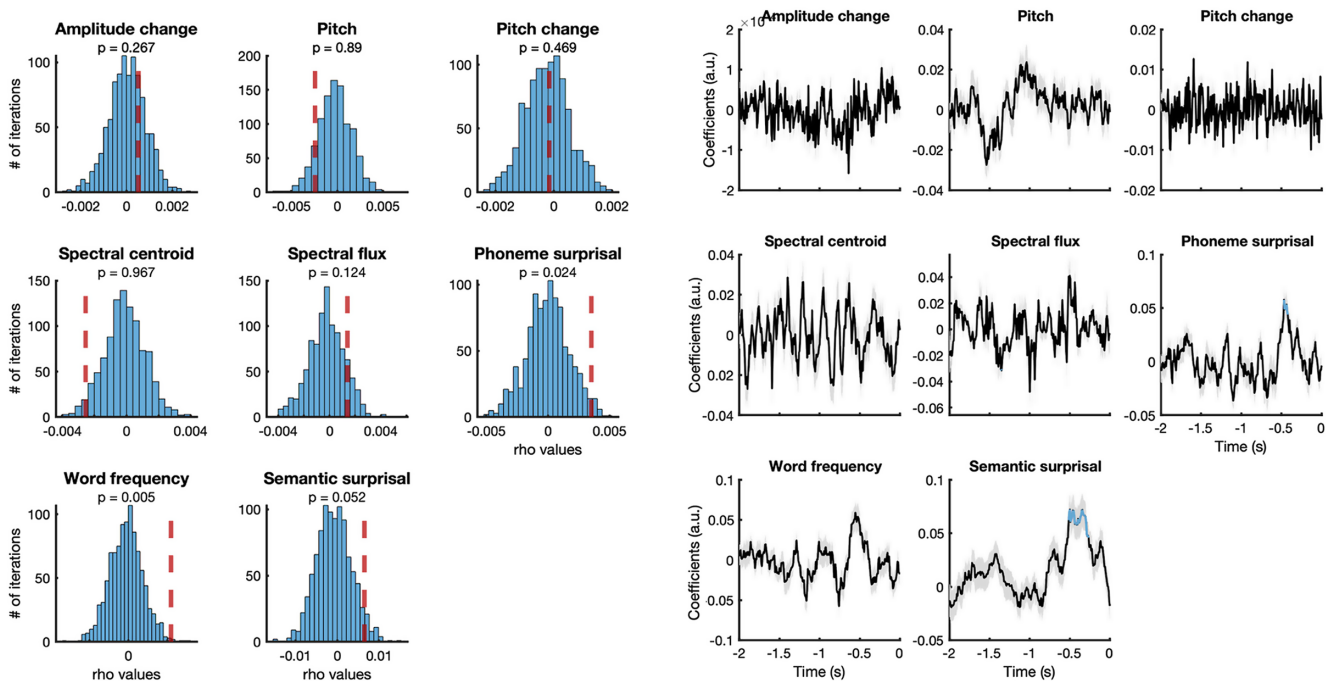 Amplitude change
p = 0.267
# of iterations
100
50
0
-0.002 0 0.002
Pitch
p = 0.89
200
150
100
50
0
-0.005 0 0.005
Pitch change
p = 0.469
100
50
0
-0.002 0 0.002
Spectral centroid
p = 0.967
# of iterations
150
100
50
0
-0.004 0 0.004
Spectral flux
p = 0.124
150
100
50
0
-0.004 0 0.004
Phoneme surprisal
p = 0.024
100
50
0
-0.005 0 0.005
rho values
Word frequency
p = 0.005
# of iterations
100
50
0
0
rho values
Semantic surprisal
p = 0.052
100
50
0
-0.01 0 0.01
rho values
Amplitude change
Coefficients (a.u.)
2
1
0
-1
-2
Pitch
0.04
0.02
0
-0.02
-0.04
Pitch change
0.02
0.01
0
-0.01
-0.02
Spectral centroid
Coefficients (a.u.)
0.04
0.02
0
0.02
-0.04
Spectral flux
0.04
0.02
0
-0.02
-0.04
-0.06
Phoneme surprisal
0.1
0.05
0
-0.05
-2 -1.5 -1 -0.5 0
Time (s)
Word frequency
Coefficients (a.u.)
0.1
0.05
0
-0.05
-0.1
-2 -1.5 -1 -0.5 0
Time (s)
Semantic surprisal
0.1
0.05
0
-0.05
-2 -1.5 -1 -0.5 0
Time (s)